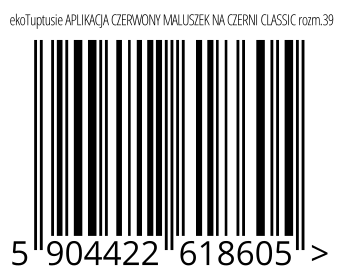 ekoTuptusie APLIKACJA CZERWONY MALUSZEK NA CZERNI CLASSIC rozm.39
5 904422 618605 >